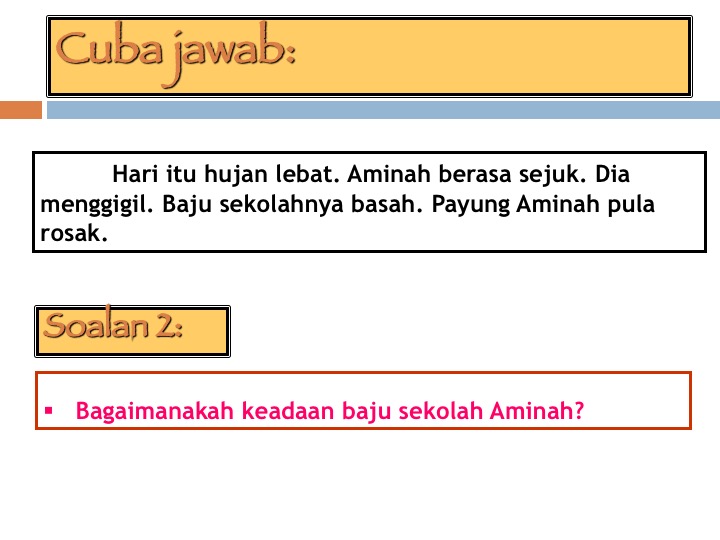 Cuba jawab:
Hari itu hujan lebat. Aminah berasa sejuk. Dia
menggigil. Baju sekolahnya basah. Payung Aminah pula
rosak.
Soalan 2:
▪ Bagaimanakah keadaan baju sekolah Aminah?